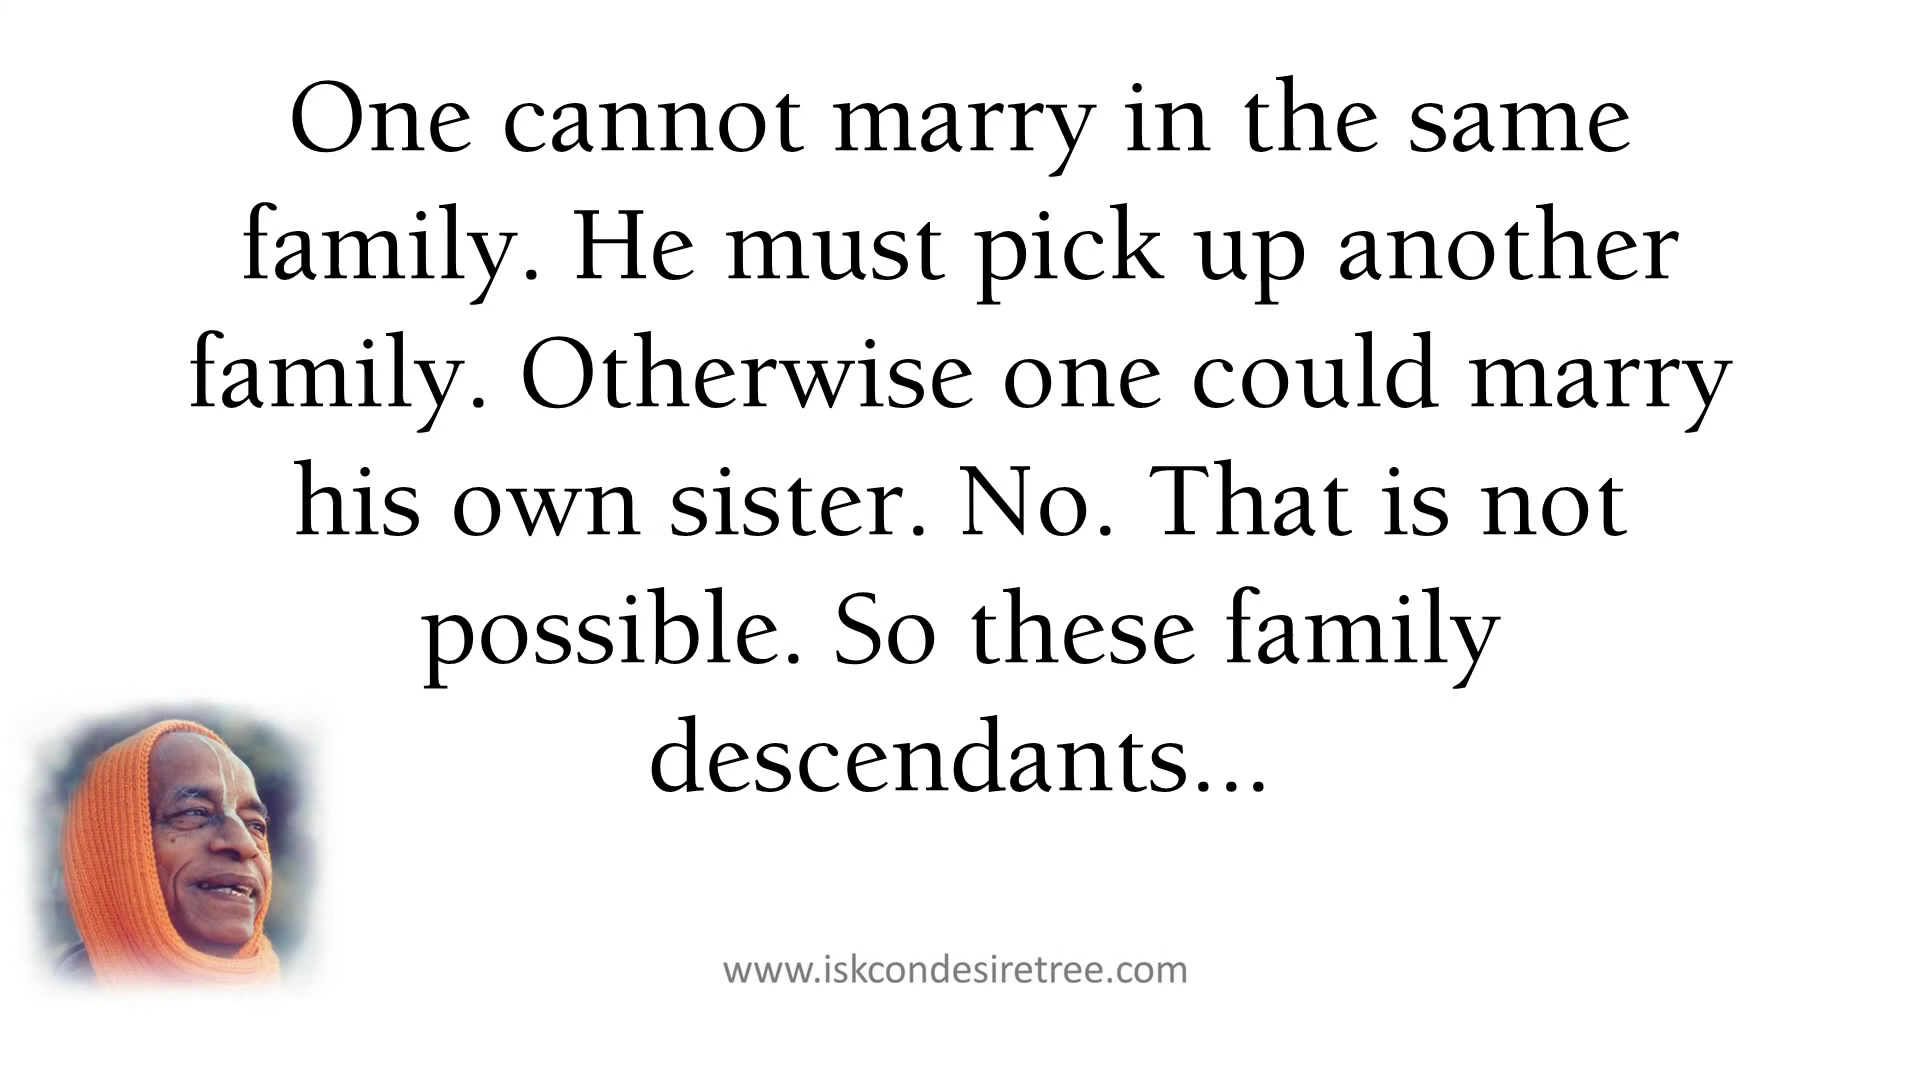 One cannot marry in the same
family. He must pick up another
family. Otherwise one could marry
his own sister. No. That is not
possible. So these family
descendants...
www.iskcondesiretree.com